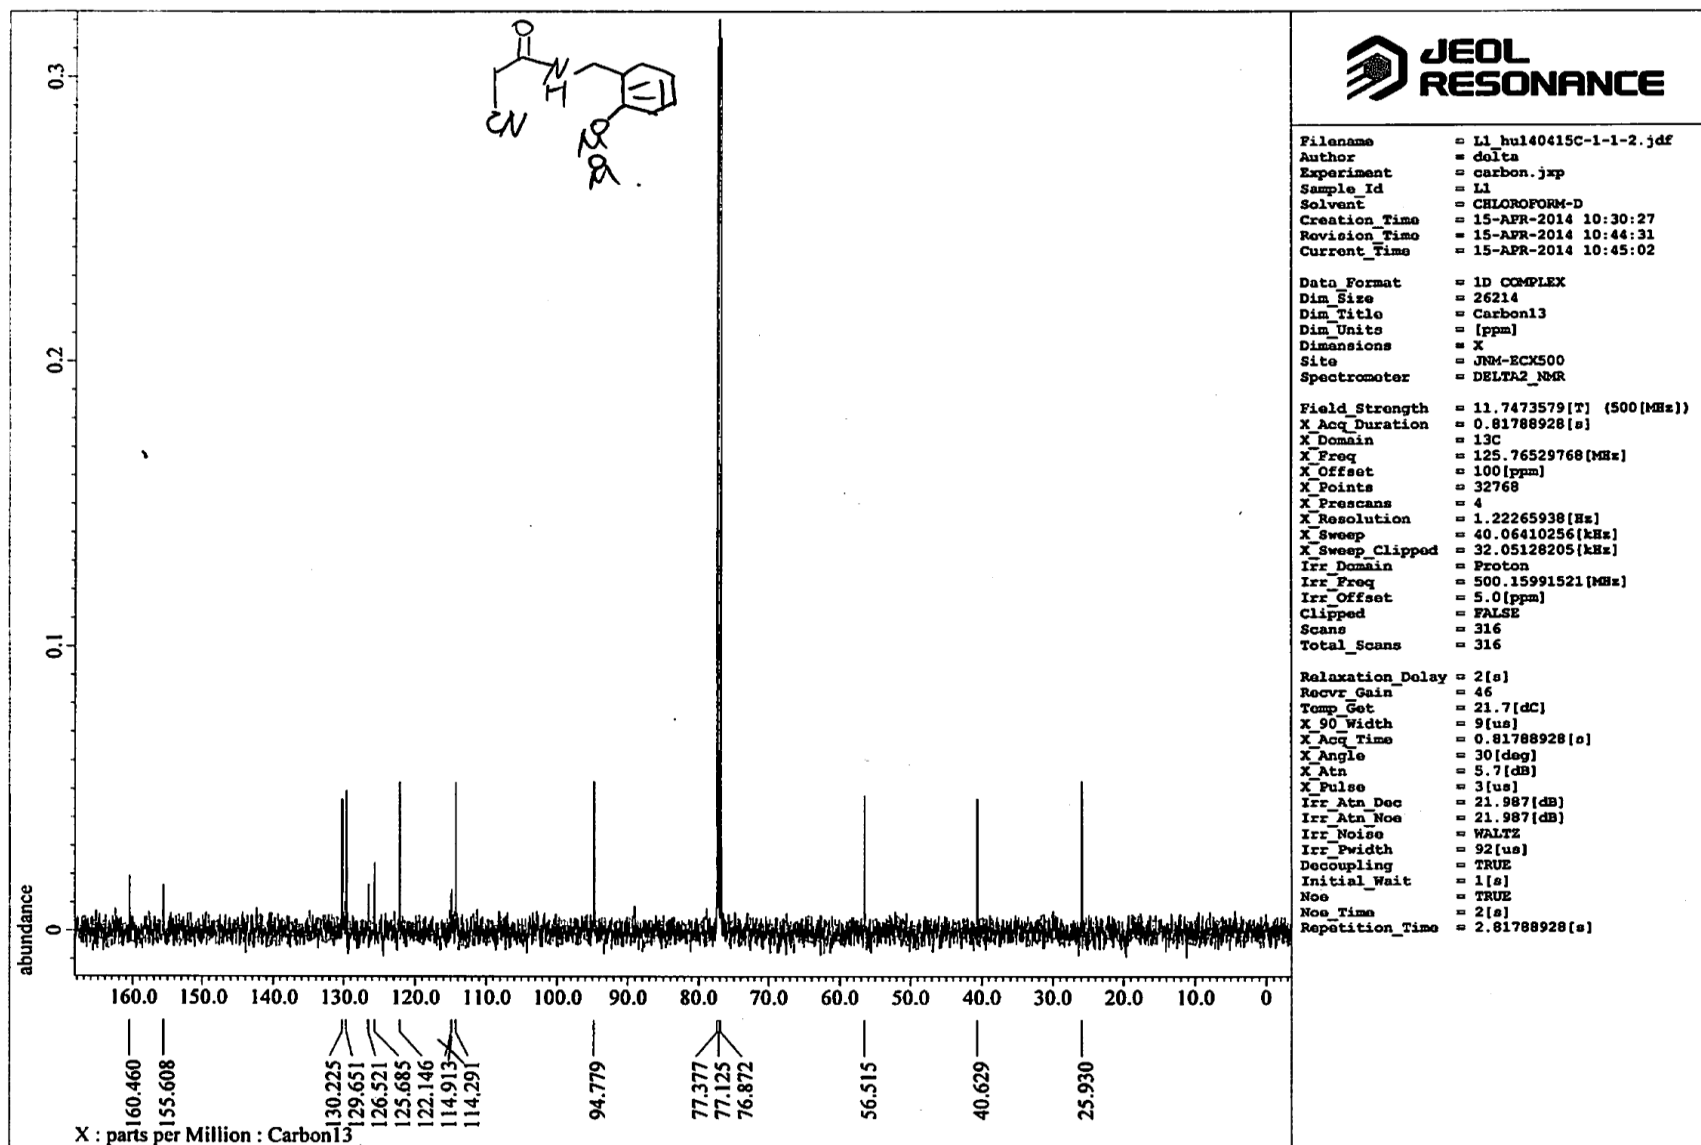 O
N
H
CN
JEOL
RESONANCE
Filename = L1_hu140415C-1-1-2.jdf
Author = delta
Experiment = carbon.jxp
Sample_Id = L1
Solvent = CHLOROFORM-D
Creation_Time = 15-APR-2014 10:30:27
Revision_Time = 15-APR-2014 10:44:31
Current_Time = 15-APR-2014 10:45:02
Data_Format = 1D COMPLEX
Dim_Size = 26214
Dim_Title = Carbon13
Dim_Units = [ppm]
Dimensions = X
Site = JNM-ECX500
Spectrometer = DELTA2_NMR
Field_Strength = 11.7473579[T] (500[MHz])
X_Acq_Duration = 0.81788928[s]
X_Domain = 13C
X_Freq = 125.76529768[MHz]
X_Offset = 100[ppm]
X_Points = 32768
X_Prescans = 4
X_Resolution = 1.22265938[Hz]
X_Sweep = 40.06410256[kHz]
X_Sweep_Clipped = 32.05128205[kHz]
Irr_Domain = Proton
Irr_Freq = 500.15991521[MHz]
Irr_Offset = 5.0[ppm]
Clipped = FALSE
Scans = 316
Total_Scans = 316
Relaxation_Delay = 2[s]
Recvr_Gain = 46
Temp_Get = 21.7[dC]
X_90_Width = 9[us]
X_Acq_Time = 0.81788928[s]
X_Angle = 30[deg]
X_Atn = 5.7[dB]
X_Pulse = 3[us]
Irr_Atn_Dec = 21.987[dB]
Irr_Atn_Noe = 21.987[dB]
Irr_Noise = WALTZ
Irr_Pwidth = 92[us]
Decoupling = TRUE
Initial_Wait = 1[s]
Noe = TRUE
Noe_Time = 2[s]
Repetition_Time = 2.81788928[s]
0.3
0.2
0.1
0
abundance
160.0 150.0 140.0 130.0 120.0 110.0 100.0 90.0 80.0 70.0 60.0 50.0 40.0 30.0 20.0 10.0 0
160.460
155.608
130.225
129.651
126.521
125.685
122.146
114.913
114.291
94.779
77.377
77.125
76.872
56.515
40.629
25.930
X : parts per Million : Carbon13